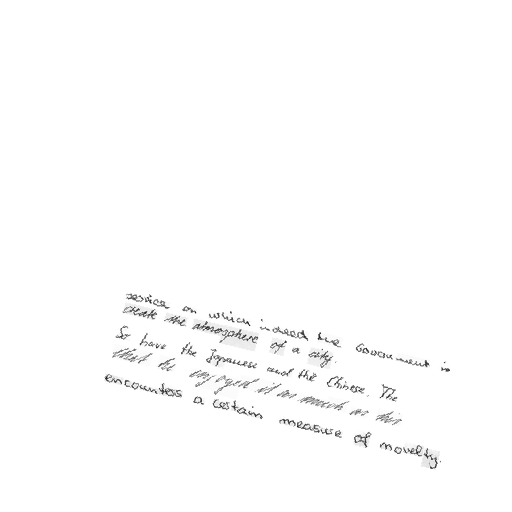 service on which indeed the Government is
create the atmosphere of a city.
So have the Japanese and the Chinese. The
that he enjoyed it as much as this
encounters a certain measure of novelty.